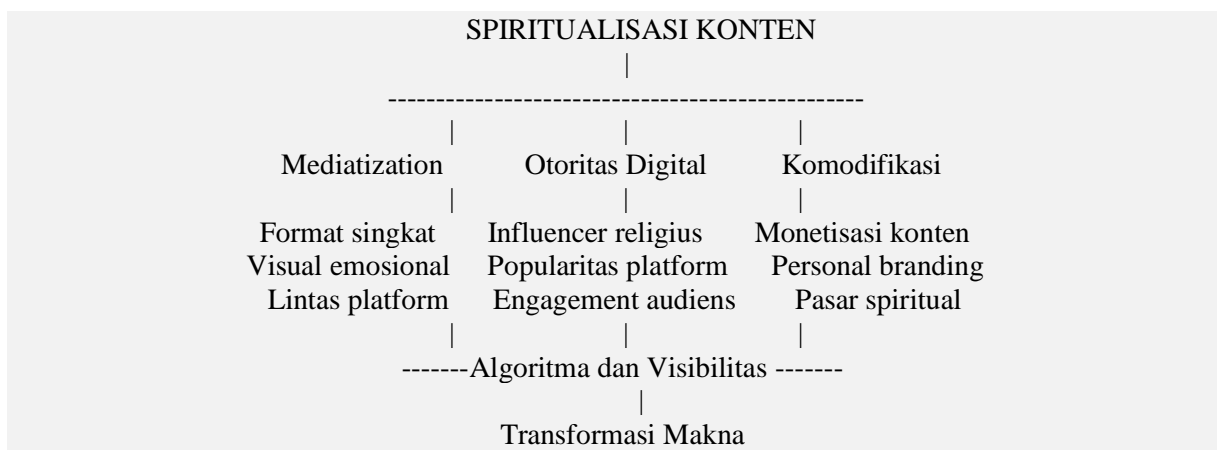 SPIRITUALISASI KONTEN
|
--------------------------------------------------
| | |
Mediatization Otoritas Digital Komodifikasi
| | |
Format singkat Influencer religius Monetisasi konten
Visual emosional Popularitas platform Personal branding
Lintas platform Engagement audiens Pasar spiritual
| | |
-------Algoritma dan Visibilitas -------
|
Transformasi Makna